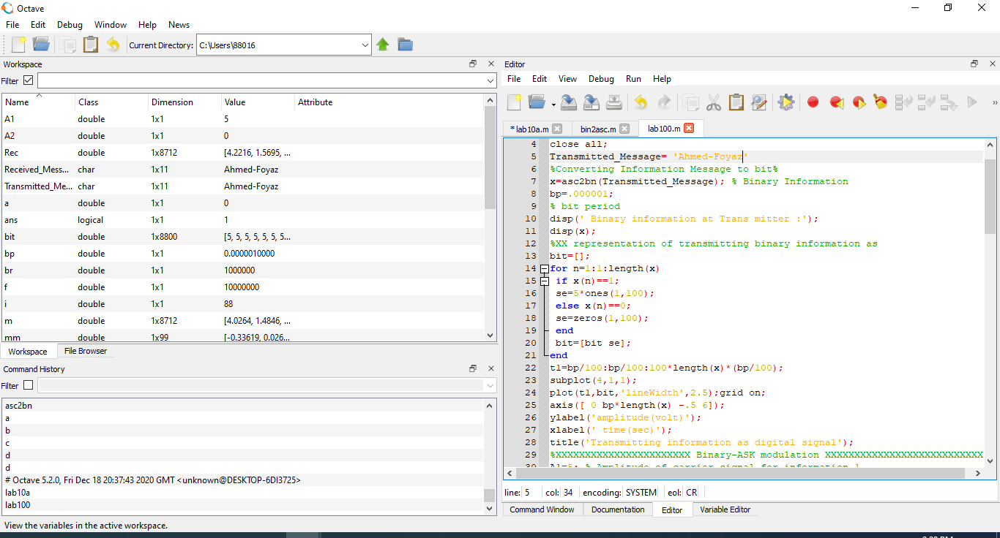 Octave
File Edit Debug Window Help News
Current Directory: C:\Users\88016
Workspace
Filter
Name Class Dimension Value Attribute
A1 double 1x1 5
A2 double 1x1 0
Rec double 1x8712 [4.2216, 1.5695, ...
Received_Mess... char 1x11 Ahmed-Foyaz
Transmitted_Me... char 1x11 Ahmed-Foyaz
a double 1x1 0
ans logical 1x1 1
bit double 1x8800 [5, 5, 5, 5, 5, 5, 5...
bp double 1x1 0.0000010000
br double 1x1 1000000
f double 1x1 10000000
i double 1x1 88
m double 1x8712 [4.0264, 1.4846, ...
mm double 1x99 [-0.33619, 0.026...
Workspace File Browser
Command History
Filter
asc2bn
a
b
c
d
d
# Octave 5.2.0, Fri Dec 18 20:37:43 2020 GMT <unknown@DESKTOP-6DI3725>
lab10a
lab100
View the variables in the active workspace.
Editor
File Edit View Debug Run Help
»
* lab10a.m bin2asc.m lab100.m
4 close all;
5 Transmitted_Message= 'Ahmed-Foyaz'
6 %Converting Information Message to bit%
7 x=asc2bn(Transmitted_Message); % Binary Information
8 bp=.000001;
9 % bit period
10 disp(' Binary information at Trans mitter :');
11 disp(x);
12 %XX representation of transmitting binary information as
13 bit=[];
14 for n=1:1:length(x)
15 if x(n)==1;
16 se=5*ones(1,100);
17 else x(n)==0;
18 se=zeros(1,100);
19 end
20 bit=[bit se];
21 end
22 t1=bp/100:bp/100:100*length(x)*(bp/100);
23 subplot(4,1,1);
24 plot(t1,bit,'lineWidth',2.5);grid on;
25 axis([ 0 bp*length(x) -.5 6]);
26 ylabel('amplitude(volt)');
27 xlabel(' time(sec)');
28 title('Transmitting information as digital signal');
29 %XXXXXXXXXXXXXXXXXXXXXXX Binary-ASK modulation XXXXXXXXXXXXXXXXXXXXXXXXXXX
30 A1=5; % Amplitude of carrier signal for information 1
line: 5 col: 34 encoding: SYSTEM eol: CR
Command Window Documentation Editor Variable Editor